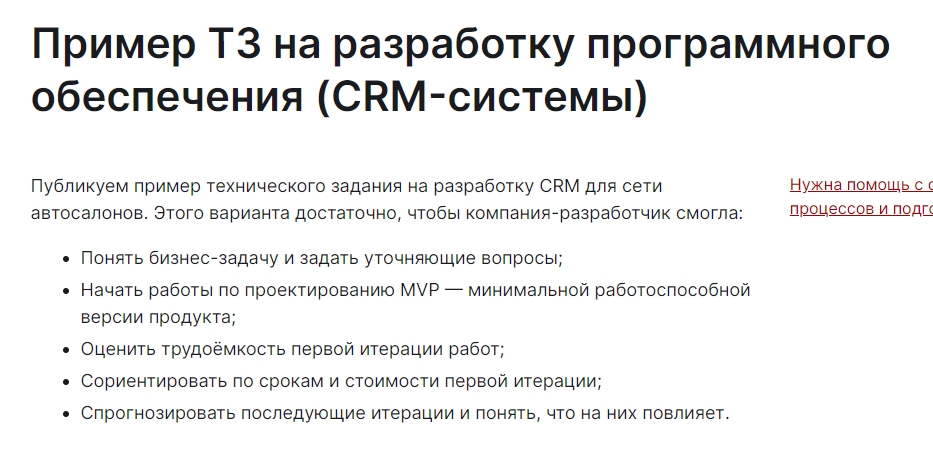 Пример ТЗ на разработку программного
обеспечения (CRM-системы)
Публикуем пример технического задания на разработку CRM для сети
автосалонов. Этого варианта достаточно, чтобы компания-разработчик смогла:
• Понять бизнес-задачу и задать уточняющие вопросы;
• Начать работы по проектированию MVP — минимальной работоспособной
версии продукта;
• Оценить трудоёмкость первой итерации работ;
• Сориентировать по срокам и стоимости первой итерации;
• Спрогнозировать последующие итерации и понять, что на них повлияет.
Нужна помощь с
процессов и